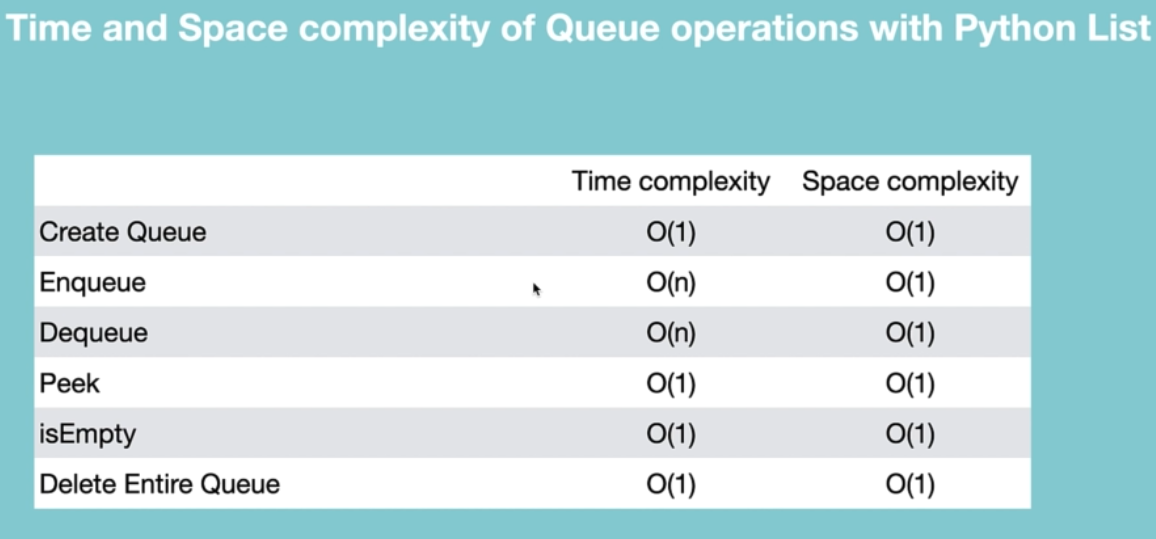 Time and Space complexity of Queue operations with Python List
Time complexity Space complexity
Create Queue O(1) O(1)
Enqueue O(n) O(1)
Dequeue O(n) O(1)
Peek O(1) O(1)
isEmpty O(1) O(1)
Delete Entire Queue O(1) O(1)